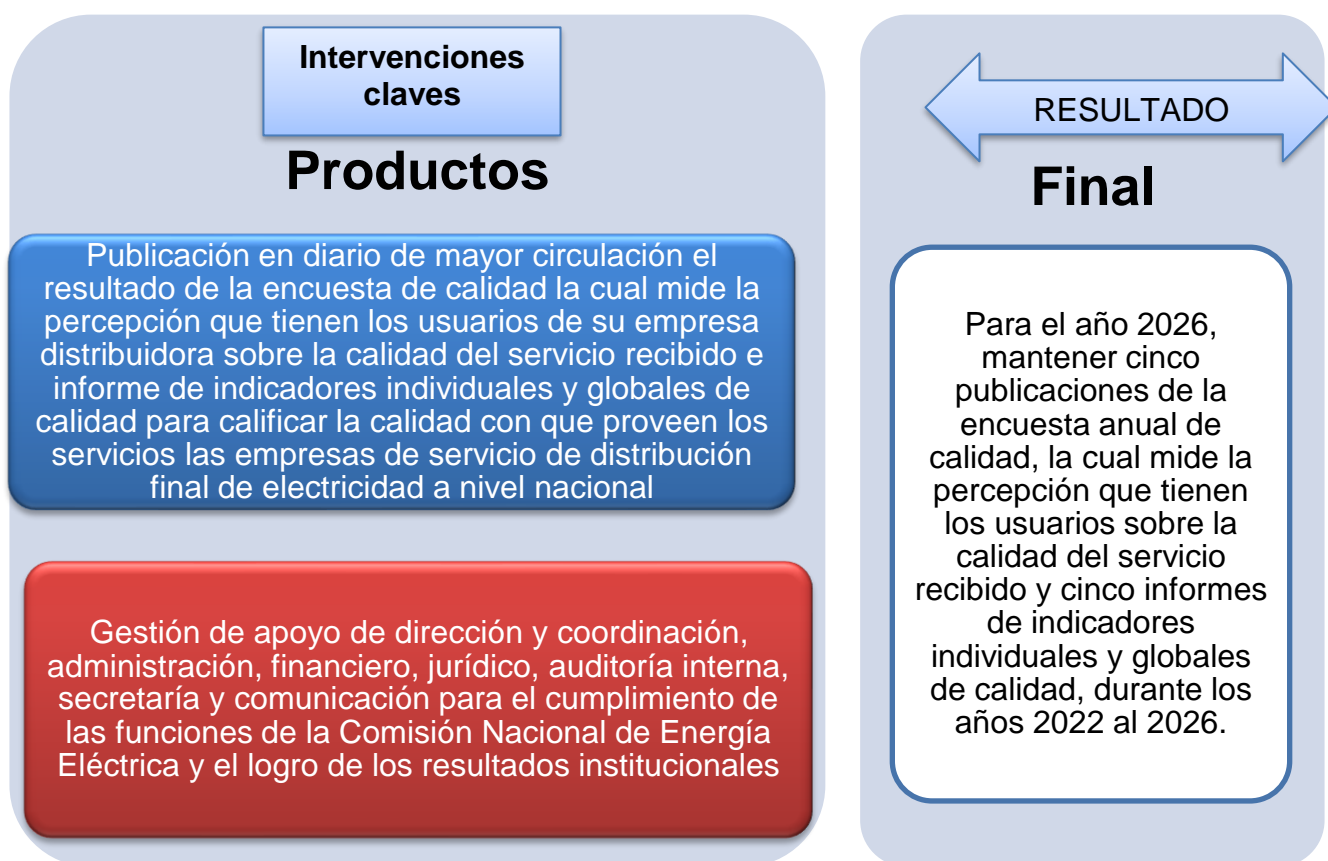 Intervenciones
claves
Productos
Publicación en diario de mayor circulación el
resultado de la encuesta de calidad la cual mide la
percepción que tienen los usuarios de su empresa
distribuidora sobre la calidad del servicio recibido e
informe de indicadores individuales y globales de
calidad para calificar la calidad con que proveen los
servicios las empresas de servicio de distribución
final de electricidad a nivel nacional
Gestión de apoyo de dirección y coordinación,
administración, financiero, jurídico, auditoría interna,
secretaría y comunicación para el cumplimiento de
las funciones de la Comisión Nacional de Energía
Eléctrica y el logro de los resultados institucionales
RESULTADO
Final
Para el año 2026,
mantener cinco
publicaciones de la
encuesta anual de
calidad, la cual mide la
percepción que tienen
los usuarios sobre la
calidad del servicio
recibido y cinco informes
de indicadores
individuales y globales
de calidad, durante los
años 2022 al 2026.